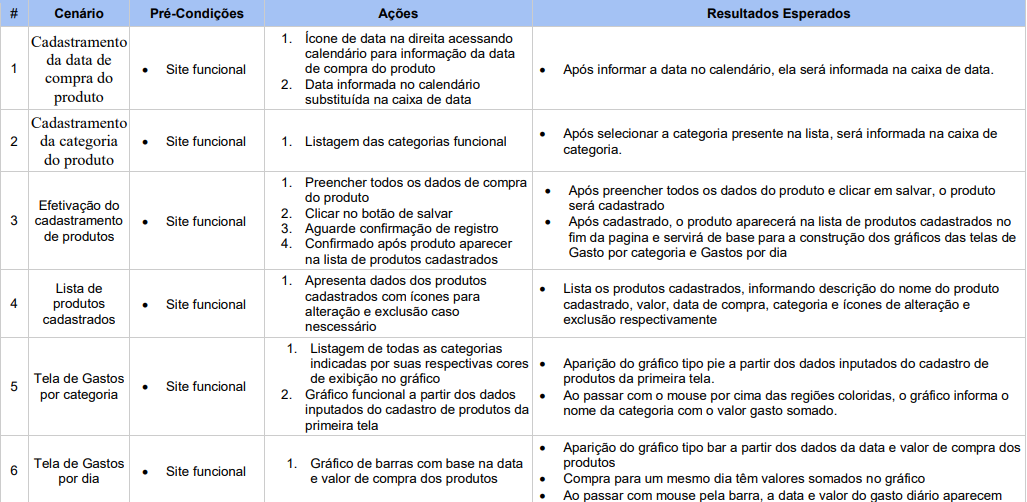 # Cenário Pré-Condições Ações Resultados Esperados
1
Cadastramento
da data de
compra do
produto
• Site funcional
1. Ícone de data na direita acessando
calendário para informação da data
de compra do produto
2. Data informada no calendário
substituída na caixa de data
• Após informar a data no calendário, ela será informada na caixa de data.
2
Cadastramento
da categoria
do produto
• Site funcional
1. Listagem das categorias funcional
• Após selecionar a categoria presente na lista, será informada na caixa de
categoria.
3
Efetivação do
cadastramento
de produtos
• Site funcional
1. Preencher todos os dados de compra
do produto
2. Clicar no botão de salvar
3. Aguarde confirmação de registro
4. Confirmado após produto aparecer
na lista de produtos cadastrados
• Após preencher todos os dados do produto e clicar em salvar, o produto
será cadastrado
• Após cadastrado, o produto aparecerá na lista de produtos cadastrados no
fim da pagina e servirá de base para a construção dos gráficos das telas de
Gasto por categoria e Gastos por dia
4
Lista de
produtos
cadastrados
• Site funcional
1. Apresenta dados dos produtos
cadastrados com ícones para
alteração e exclusão caso
nescessário
• Lista os produtos cadastrados, informando descrição do nome do produto
cadastrado, valor, data de compra, categoria e ícones de alteração e
exclusão respectivamente
5
Tela de Gastos
por categoria
• Site funcional
1. Listagem de todas as categorias
indicadas por suas respectivas cores
de exibição no gráfico
2. Gráfico funcional a partir dos dados
inputados do cadastro de produtos da
primeira tela
• Aparição do gráfico tipo pie a partir dos dados inputados do cadastro de
produtos da primeira tela.
• Ao passar com o mouse por cima das regiões coloridas, o gráfico informa o
nome da categoria com o valor gasto somado.
6
Tela de Gastos
por dia
• Site funcional
1. Gráfico de barras com base na data
e valor de compra dos produtos
• Aparição do gráfico tipo bar a partir dos dados da data e valor de compra dos
produtos
• Compra para um mesmo dia têm valores somados no gráfico
• Ao passar com mouse pela barra, a data e valor do gasto diário aparecem